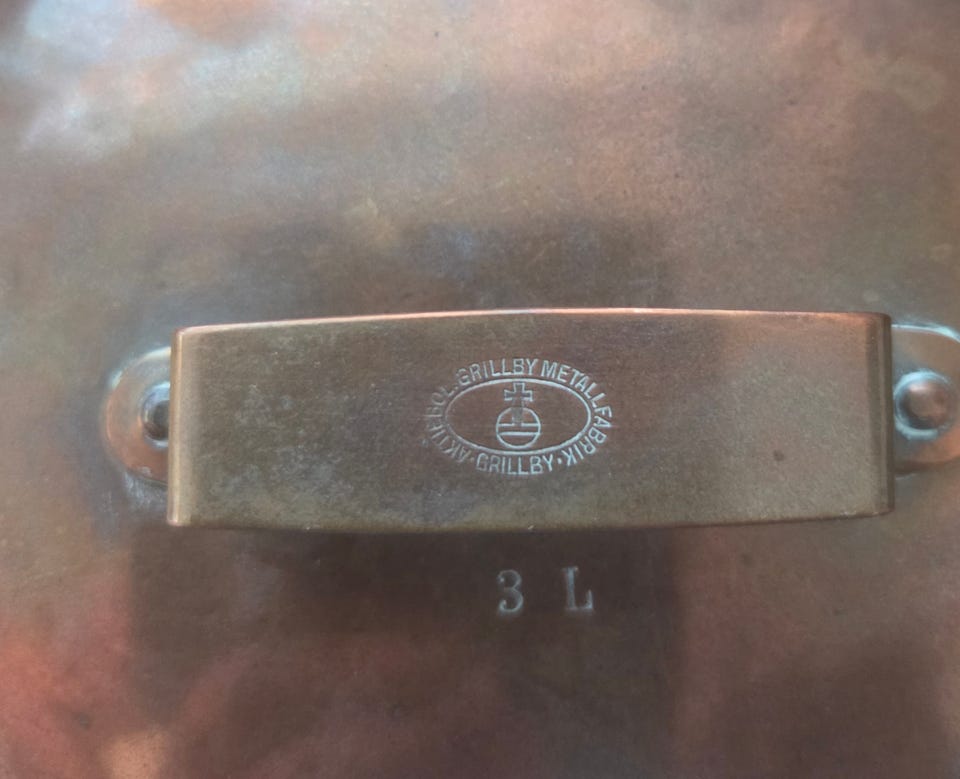 AKTIEBOL. GRILLBY METALLFABRIK
· GRILLBY ·
3 L